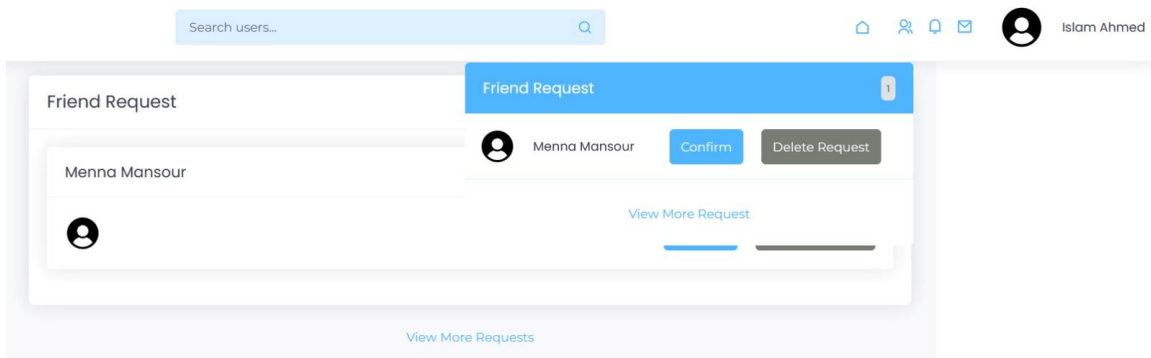 Search users...
Islam Ahmed
Friend Request
1
Menna Mansour
Confirm
Delete Request
View More Request
Friend Request
Menna Mansour
View More Requests